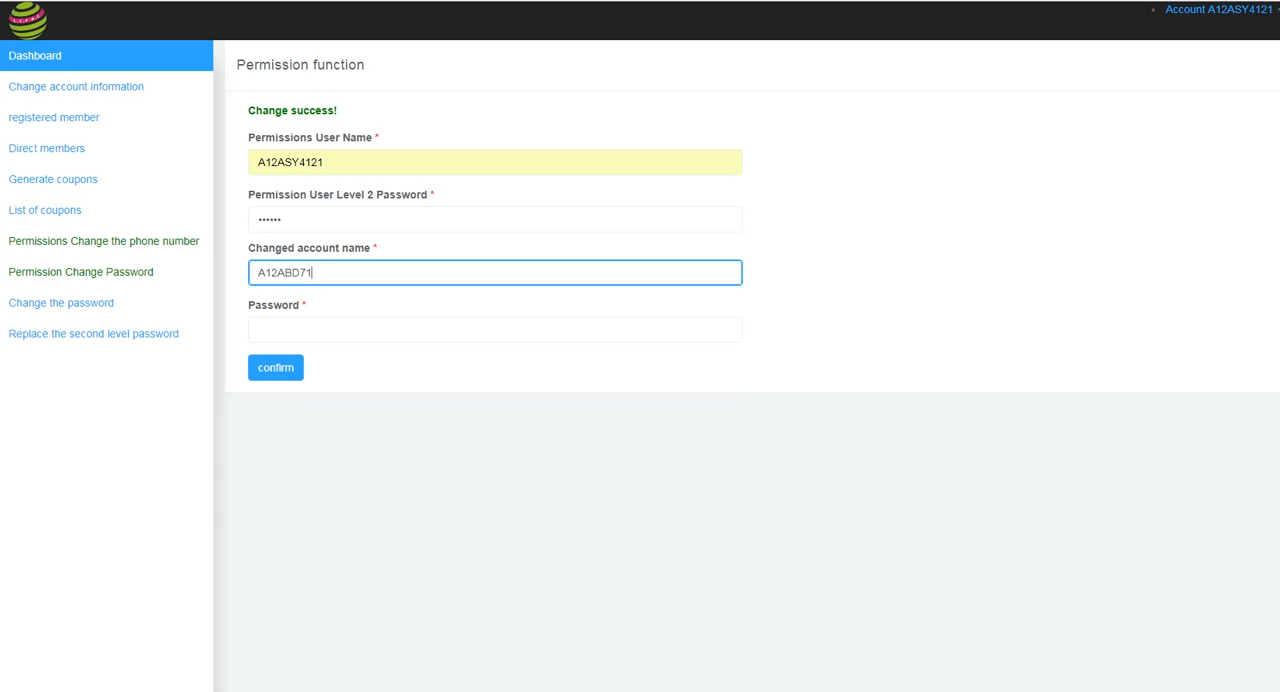 Account A12ASY4121
Dashboard
Change account information
registered member
Direct members
Generate coupons
List of coupons
Permissions Change the phone number
Permission Change Password
Change the password
Replace the second level password
Permission function
Change success!
Permissions User Name *
A12ASY4121
Permission User Level 2 Password *
••••••
Changed account name *
A12ABD71
Password *
confirm